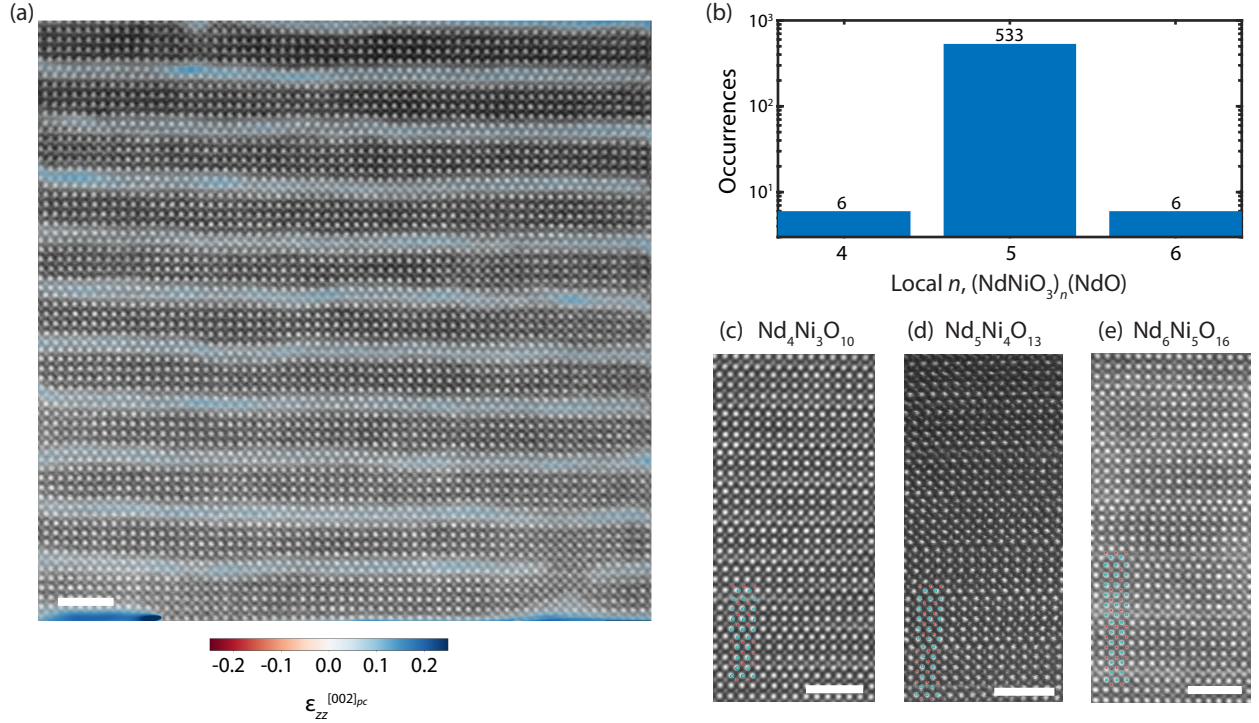 (a)
-0.2 -0.1 0.0 0.1 0.2
ε_zz^[002]pc
(b)
Occurrences
10³
10²
10¹
6
533
6
4 5 6
Local n, (NdNiO₃)ₙ(NdO)
(c) Nd₄Ni₃O₁₀
(d) Nd₅Ni₄O₁₃
(e) Nd₆Ni₅O₁₆